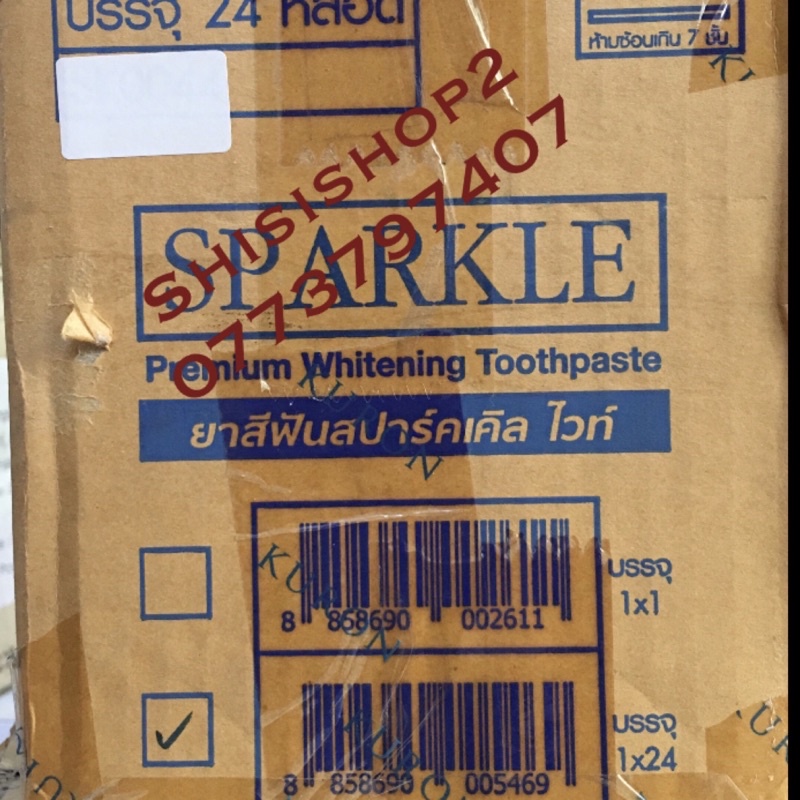 บรรจุ 24 หลอด
ห้ามซ้อนเกิน 7 ชั้น
SHISISHOP2
0773797407
SPARKLE
Premium Whitening Toothpaste
ยาสีฟันสปาร์คเคิล ไวท์
KURON
8 858690 002611
บรรจุ
1x1
KURON
8 858690 005469
บรรจุ
1x24
KURON